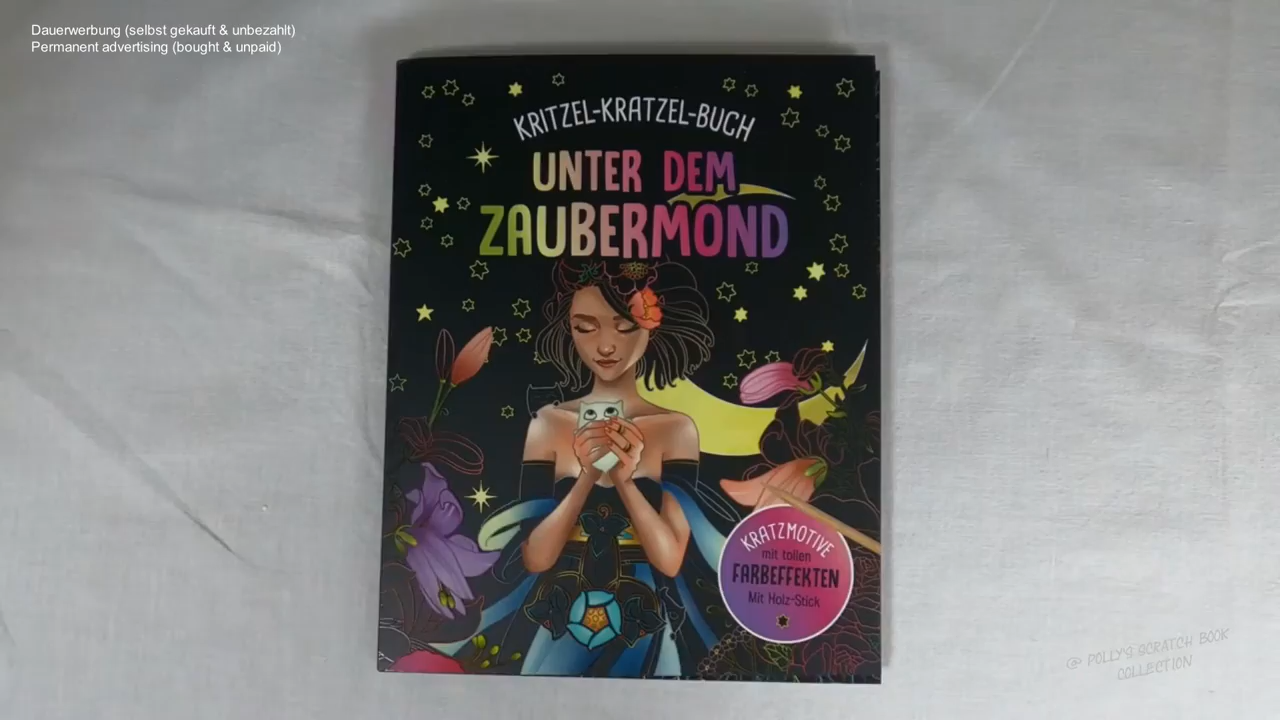 Dauerwerbung (selbst gekauft & unbezahlt)
Permanent advertising (bought & unpaid)
KRITZEL-KRATZEL-BUCH
UNTER DEM
ZAUBERMOND
KRATZMOTIVE
mit tollen
FARBEFFEKTEN
Mit Holz-Stick
@ POLLY'S SCRATCH BOOK
COLLECTION